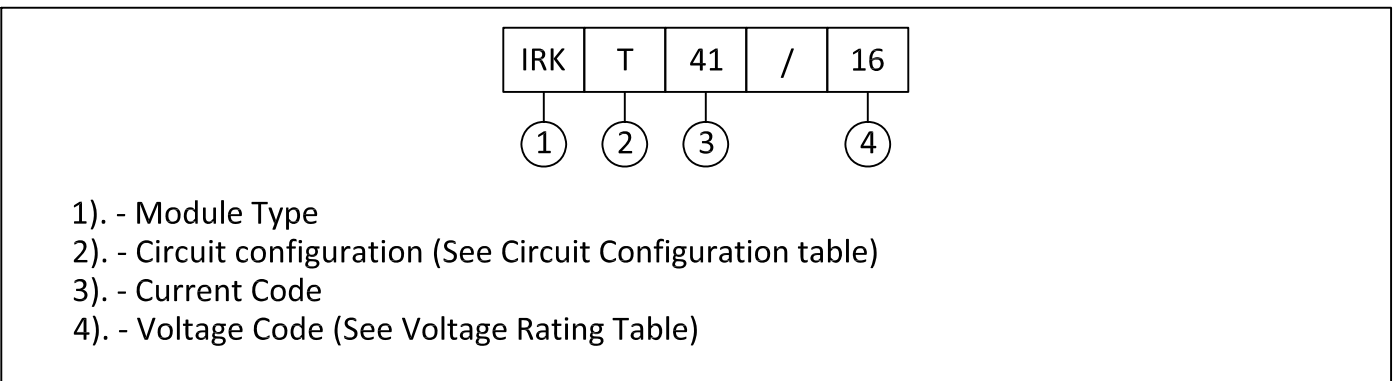 IRK T 41 / 16
1 2 3 4
1). - Module Type
2). - Circuit configuration (See Circuit Configuration table)
3). - Current Code
4). - Voltage Code (See Voltage Rating Table)